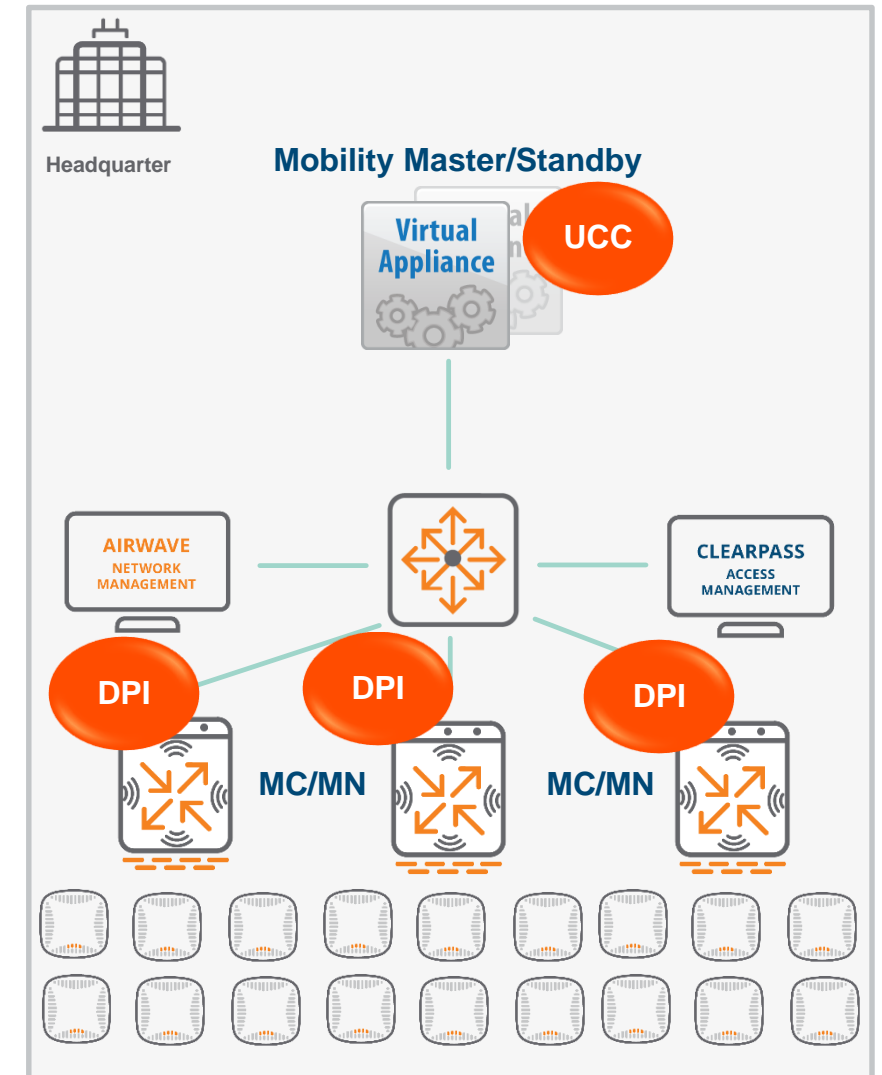 Headquarter
Mobility Master/Standby
Virtual
Appliance
UCC
AIRWAVE
NETWORK
MANAGEMENT
CLEARPASS
ACCESS
MANAGEMENT
DPI
DPI
DPI
MC/MN
MC/MN